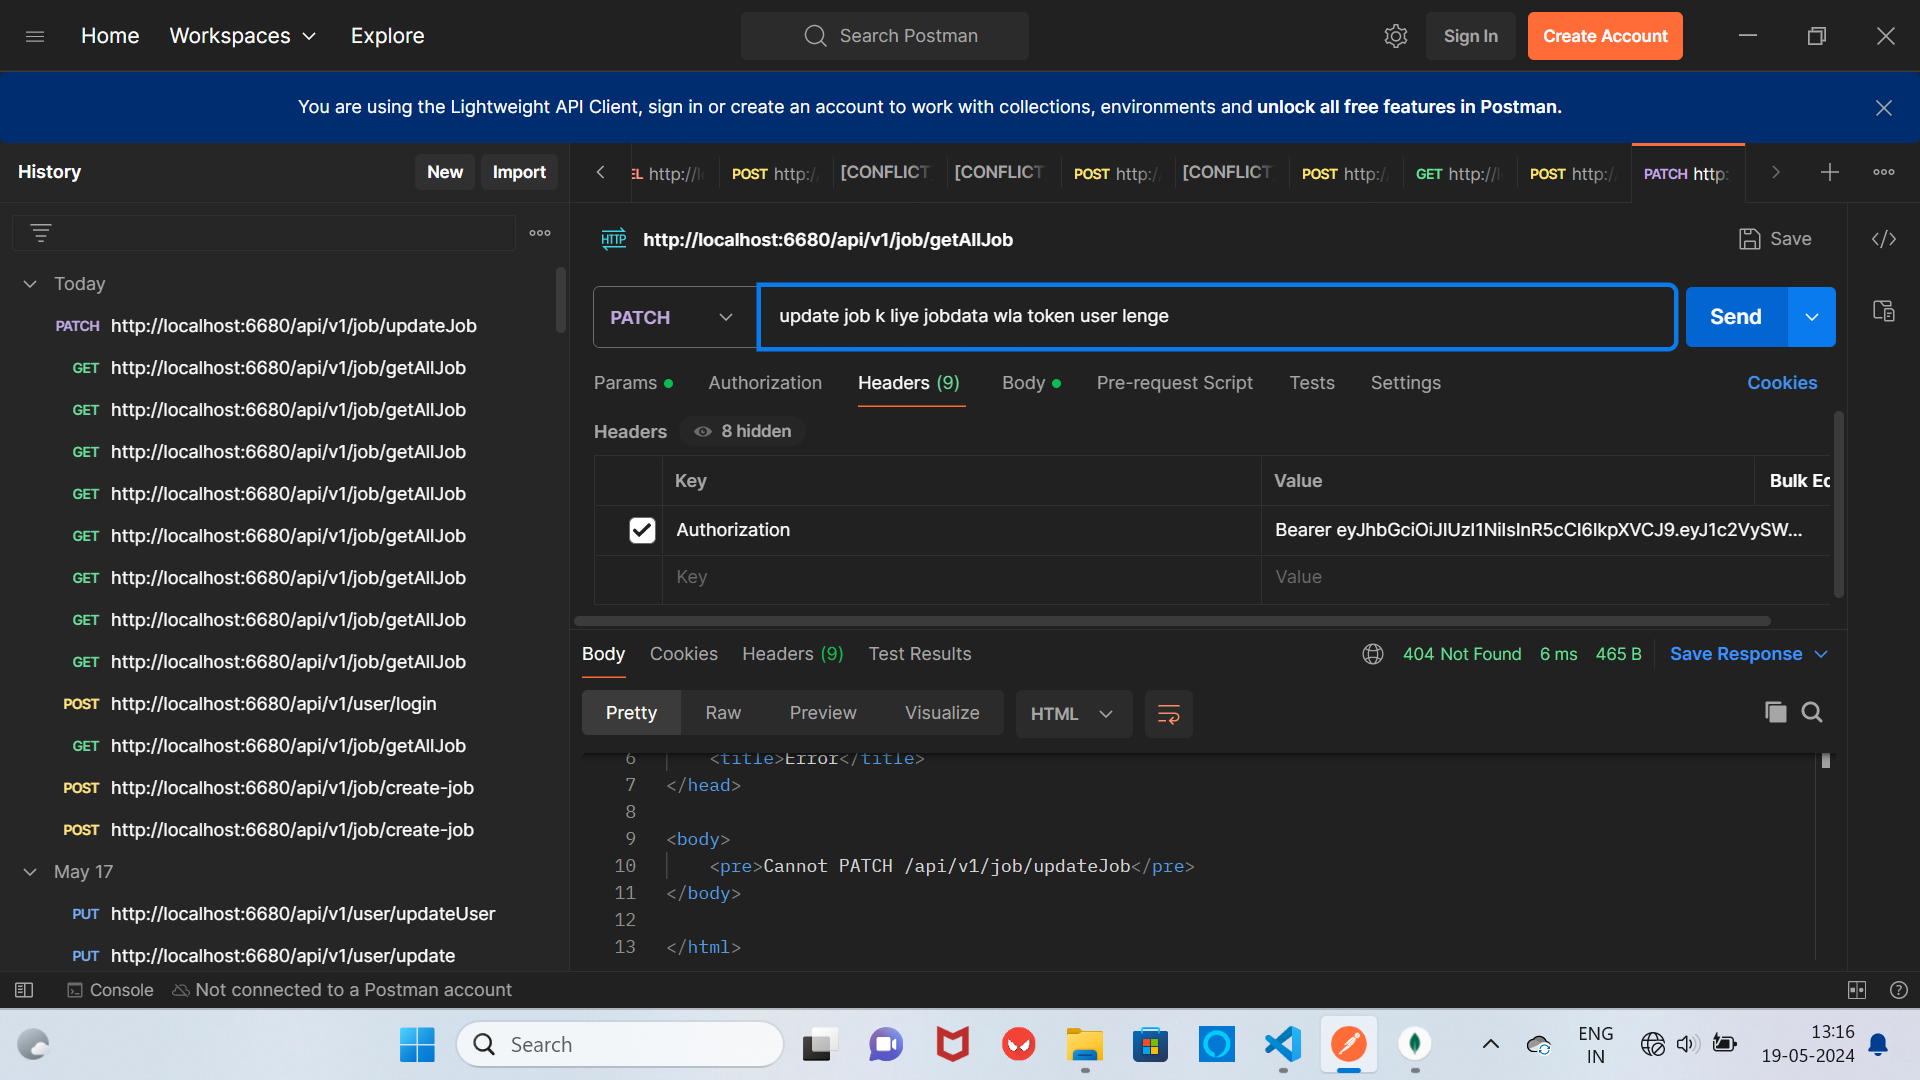 Home Workspaces Explore Search Postman Sign In Create Account
You are using the Lightweight API Client, sign in or create an account to work with collections, environments and unlock all free features in Postman.
History New Import
EL http://l POST http:/ [CONFLICT [CONFLICT POST http:/ [CONFLICT POST http:/ GET http://l POST http:/ PATCH http:
HTTP http://localhost:6680/api/v1/job/getAllJob Save
PATCH update job k liye jobdata wla token user lenge Send
Params Authorization Headers (9) Body Pre-request Script Tests Settings Cookies
Headers 8 hidden
Key Value Bulk Ed
Authorization Bearer eyJhbGciOiJIUzI1NiIsInR5cCI6IkpXVCJ9.eyJ1c2VySW...
Key Value
Today
PATCH http://localhost:6680/api/v1/job/updateJob
GET http://localhost:6680/api/v1/job/getAllJob
GET http://localhost:6680/api/v1/job/getAllJob
GET http://localhost:6680/api/v1/job/getAllJob
GET http://localhost:6680/api/v1/job/getAllJob
GET http://localhost:6680/api/v1/job/getAllJob
GET http://localhost:6680/api/v1/job/getAllJob
GET http://localhost:6680/api/v1/job/getAllJob
GET http://localhost:6680/api/v1/job/getAllJob
POST http://localhost:6680/api/v1/user/login
GET http://localhost:6680/api/v1/job/getAllJob
POST http://localhost:6680/api/v1/job/create-job
POST http://localhost:6680/api/v1/job/create-job
May 17
PUT http://localhost:6680/api/v1/user/updateUser
PUT http://localhost:6680/api/v1/user/update
Body Cookies Headers (9) Test Results 404 Not Found 6 ms 465 B Save Response
Pretty Raw Preview Visualize HTML
6 <title>Error</title>
7 </head>
8
9 <body>
10 <pre>Cannot PATCH /api/v1/job/updateJob</pre>
11 </body>
12
13 </html>
Console Not connected to a Postman account
Search
ENG
IN
13:16
19-05-2024